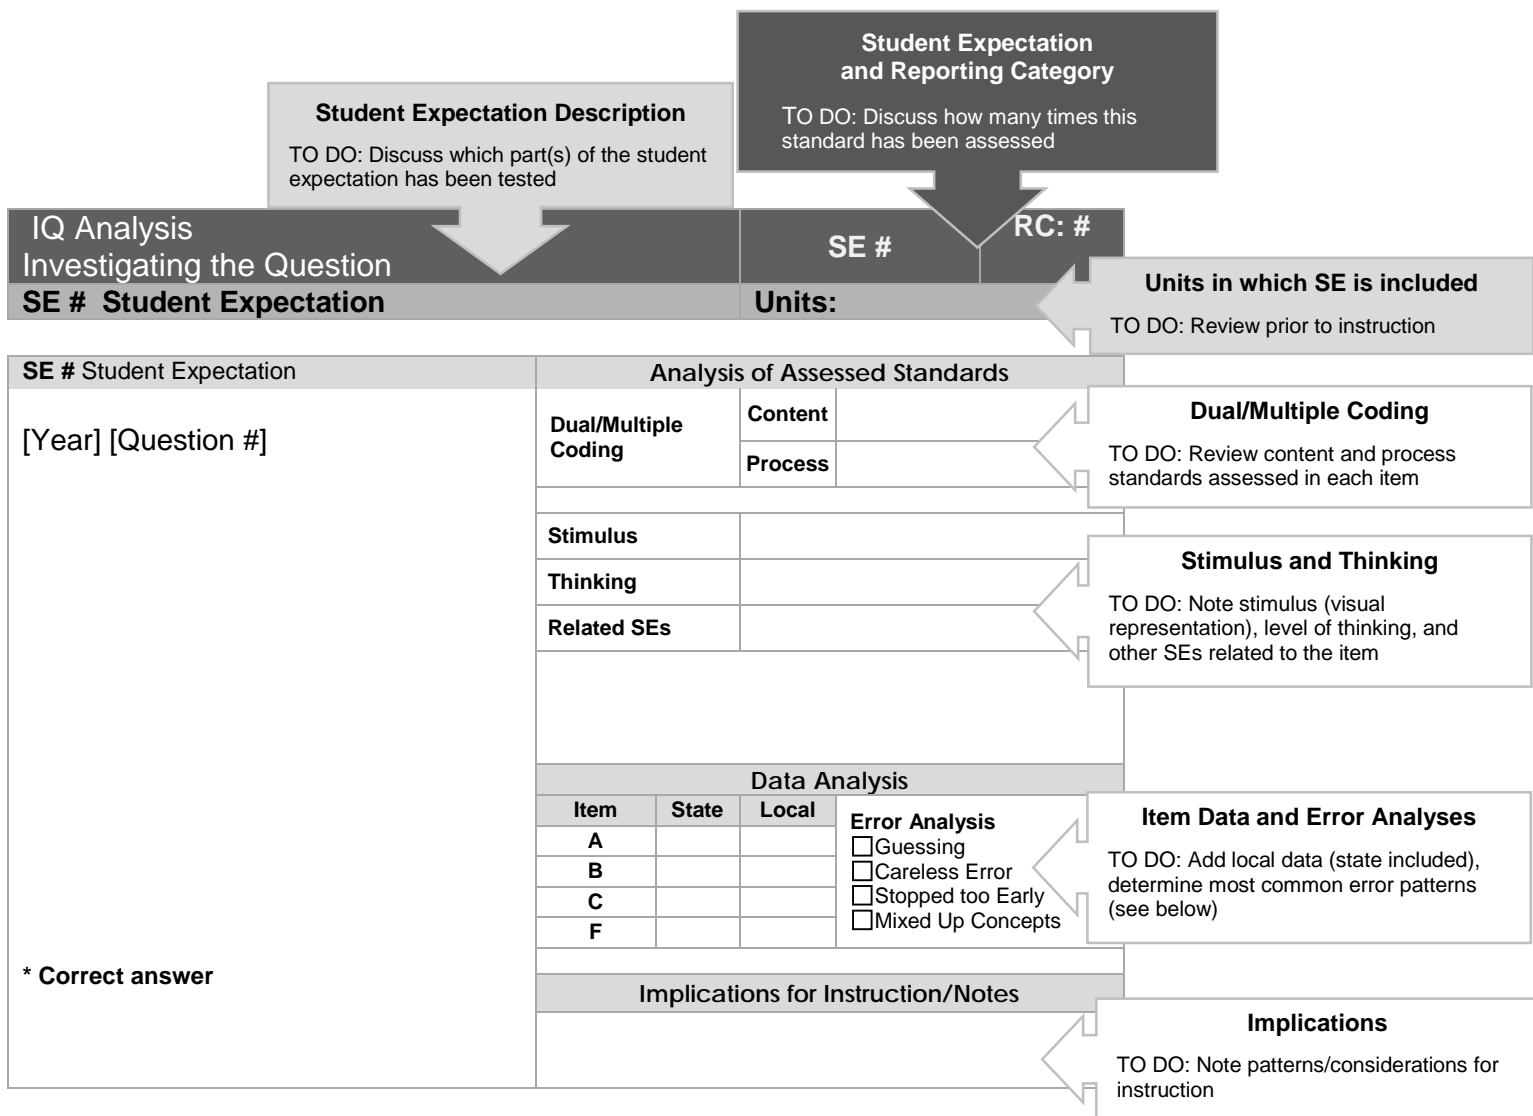 Student Expectation
and Reporting Category
TO DO: Discuss how many times this
standard has been assessed
Student Expectation Description
TO DO: Discuss which part(s) of the student
expectation has been tested
IQ Analysis
Investigating the Question
SE #
RC: #
SE # Student Expectation
Units:
Units in which SE is included
TO DO: Review prior to instruction
SE # Student Expectation
[Year] [Question #]
* Correct answer
Analysis of Assessed Standards
Dual/Multiple
Coding
Content
Process
Dual/Multiple Coding
TO DO: Review content and process
standards assessed in each item
Stimulus
Thinking
Related SEs
Stimulus and Thinking
TO DO: Note stimulus (visual
representation), level of thinking, and
other SEs related to the item
Data Analysis
Item State Local
A
B
C
F
Error Analysis
Guessing
Careless Error
Stopped too Early
Mixed Up Concepts
Item Data and Error Analyses
TO DO: Add local data (state included),
determine most common error patterns
(see below)
Implications for Instruction/Notes
Implications
TO DO: Note patterns/considerations for
instruction